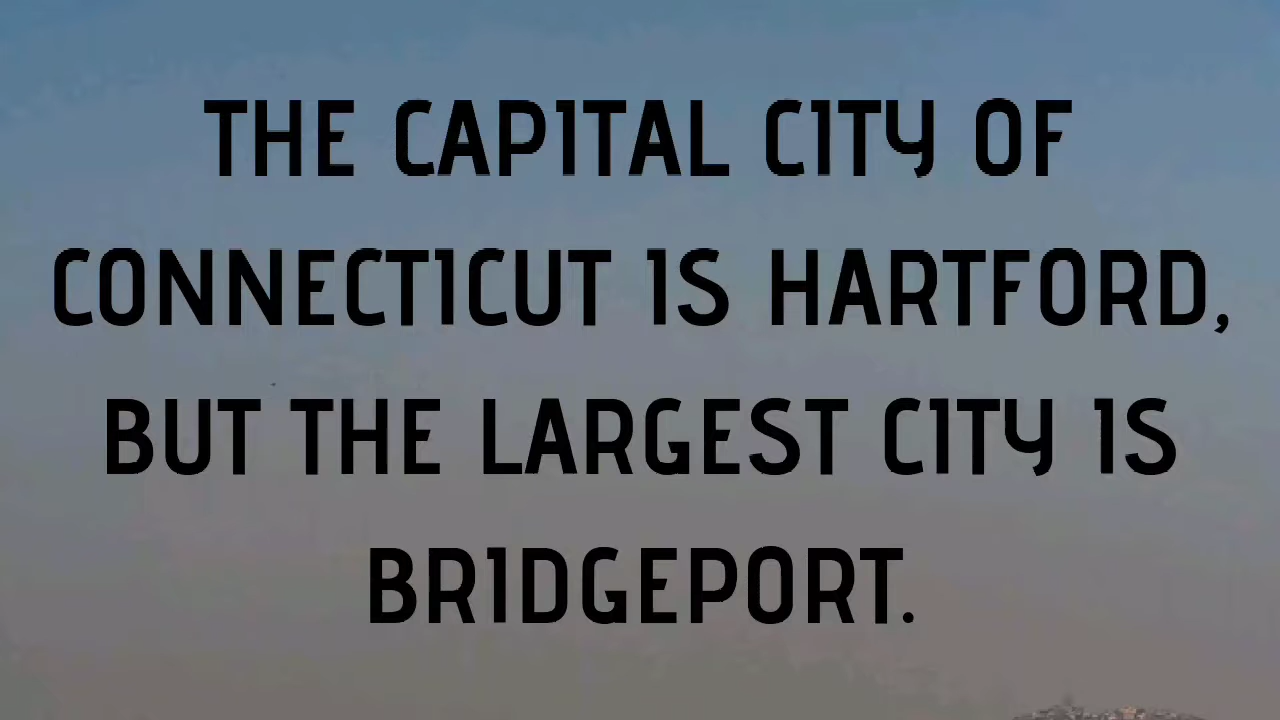 THE CAPITAL CITY OF
CONNECTICUT IS HARTFORD,
BUT THE LARGEST CITY IS
BRIDGEPORT.